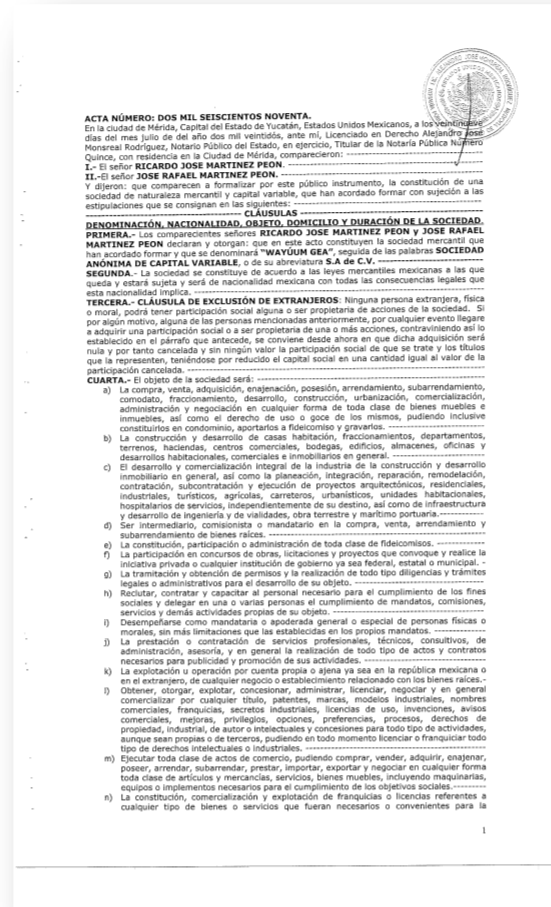 ACTA NÚMERO: DOS MIL SEISCIENTOS NOVENTA.
En la ciudad de Mérida, Capital del Estado de Yucatán, Estados Unidos Mexicanos, a los veintinueve
días del mes julio de del año dos mil veintidós, ante mí, Licenciado en Derecho Alejandro José
Monsreal Rodríguez, Notario Público del Estado, en ejercicio, Titular de la Notaría Pública Número
Quince, con residencia en la Ciudad de Mérida, comparecieron: ------------------------------
I.- El señor RICARDO JOSE MARTINEZ PEON. ------------------------------
II.-El señor JOSE RAFAEL MARTINEZ PEON. ------------------------------
Y dijeron: que comparecen a formalizar por este público instrumento, la constitución de una
sociedad de naturaleza mercantil y capital variable, que han acordado formar con sujeción a las
estipulaciones que se consignan en las siguientes: ------------------------------
------------------------------ CLÁUSULAS ------------------------------
DENOMINACIÓN, NACIONALIDAD, OBJETO, DOMICILIO Y DURACIÓN DE LA SOCIEDAD.
PRIMERA.- Los comparecientes señores RICARDO JOSE MARTINEZ PEON y JOSE RAFAEL
MARTINEZ PEON declaran y otorgan: que en este acto constituyen la sociedad mercantil que
han acordado formar y que se denominará "WAYÚUM GEA", seguida de las palabras SOCIEDAD
ANÓNIMA DE CAPITAL VARIABLE, o de su abreviatura S.A de C.V. ------------------------------
SEGUNDA.- La sociedad se constituye de acuerdo a las leyes mercantiles mexicanas a las que
queda y estará sujeta y será de nacionalidad mexicana con todas las consecuencias legales que
esta nacionalidad implica. ------------------------------
TERCERA.- CLÁUSULA DE EXCLUSIÓN DE EXTRANJEROS: Ninguna persona extranjera, física
o moral, podrá tener participación social alguna o ser propietaria de acciones de la sociedad. Si
por algún motivo, alguna de las personas mencionadas anteriormente, por cualquier evento llegare
a adquirir una participación social o a ser propietaria de una o más acciones, contraviniendo así lo
establecido en el párrafo que antecede, se conviene desde ahora en que dicha adquisición será
nula y por tanto cancelada y sin ningún valor la participación social de que se trate y los títulos
que la representen, teniéndose por reducido el capital social en una cantidad igual al valor de la
participación cancelada. ------------------------------
CUARTA.- El objeto de la sociedad será: ------------------------------
a) La compra, venta, adquisición, enajenación, posesión, arrendamiento, subarrendamiento,
comodato, fraccionamiento, desarrollo, construcción, urbanización, comercialización,
administración y negociación en cualquier forma de toda clase de bienes muebles e
inmuebles, así como el derecho de uso o goce de los mismos, pudiendo inclusive
constituirlos en condominio, aportarlos a fideicomiso y gravarlos. --------------------
b) La construcción y desarrollo de casas habitación, fraccionamientos, departamentos,
terrenos, haciendas, centros comerciales, bodegas, edificios, almacenes, oficinas y
desarrollos habitacionales, comerciales e inmobiliarios en general. --------------------
c) El desarrollo y comercialización integral de la industria de la construcción y desarrollo
inmobiliario en general, así como la planeación, integración, reparación, remodelación,
contratación, subcontratación y ejecución de proyectos arquitectónicos, residenciales,
industriales, turísticos, agrícolas, carreteros, urbanísticos, unidades habitacionales,
hospitalarios de servicios, independientemente de su destino, así como de infraestructura
y desarrollo de ingeniería y de vialidades, obra terrestre y marítimo portuaria.----------
d) Ser intermediario, comisionista o mandatario en la compra, venta, arrendamiento y
subarrendamiento de bienes raíces. ------------------------------
e) La constitución, participación o administración de toda clase de fideicomisos. ----------
f) La participación en concursos de obras, licitaciones y proyectos que convoque y realice la
iniciativa privada o cualquier institución de gobierno ya sea federal, estatal o municipal. -
g) La tramitación y obtención de permisos y la realización de todo tipo diligencias y trámites
legales o administrativos para el desarrollo de su objeto. --------------------
h) Reclutar, contratar y capacitar al personal necesario para el cumplimiento de los fines
sociales y delegar en una o varias personas el cumplimiento de mandatos, comisiones,
servicios y demás actividades propias de su objeto. --------------------
i) Desempeñarse como mandataria o apoderada general o especial de personas físicas o
morales, sin más limitaciones que las establecidas en los propios mandatos. ----------
j) La prestación o contratación de servicios profesionales, técnicos, consultivos, de
administración, asesoría, y en general la realización de todo tipo de actos y contratos
necesarios para publicidad y promoción de sus actividades. --------------------
k) La explotación u operación por cuenta propia o ajena ya sea en la república mexicana o
en el extranjero, de cualquier negocio o establecimiento relacionado con los bienes raíces.-
l) Obtener, otorgar, explotar, concesionar, administrar, licenciar, negociar y en general
comercializar por cualquier título, patentes, marcas, modelos industriales, nombres
comerciales, franquicias, secretos industriales, licencias de uso, invenciones, avisos
comerciales, mejoras, privilegios, opciones, preferencias, procesos, derechos de
propiedad, industrial, de autor o intelectuales y concesiones para todo tipo de actividades,
aunque sean propias o de terceros, pudiendo en todo momento licenciar o franquiciar todo
tipo de derechos intelectuales o industriales. ------------------------------
m) Ejecutar toda clase de actos de comercio, pudiendo comprar, vender, adquirir, enajenar,
poseer, arrendar, subarrendar, prestar, importar, exportar y negociar en cualquier forma
toda clase de artículos y mercancías, servicios, bienes muebles, incluyendo maquinarias,
equipos o implementos necesarios para el cumplimiento de los objetivos sociales.---------
n) La constitución, comercialización y explotación de franquicias o licencias referentes a
cualquier tipo de bienes o servicios que fueran necesarios o convenientes para la
1